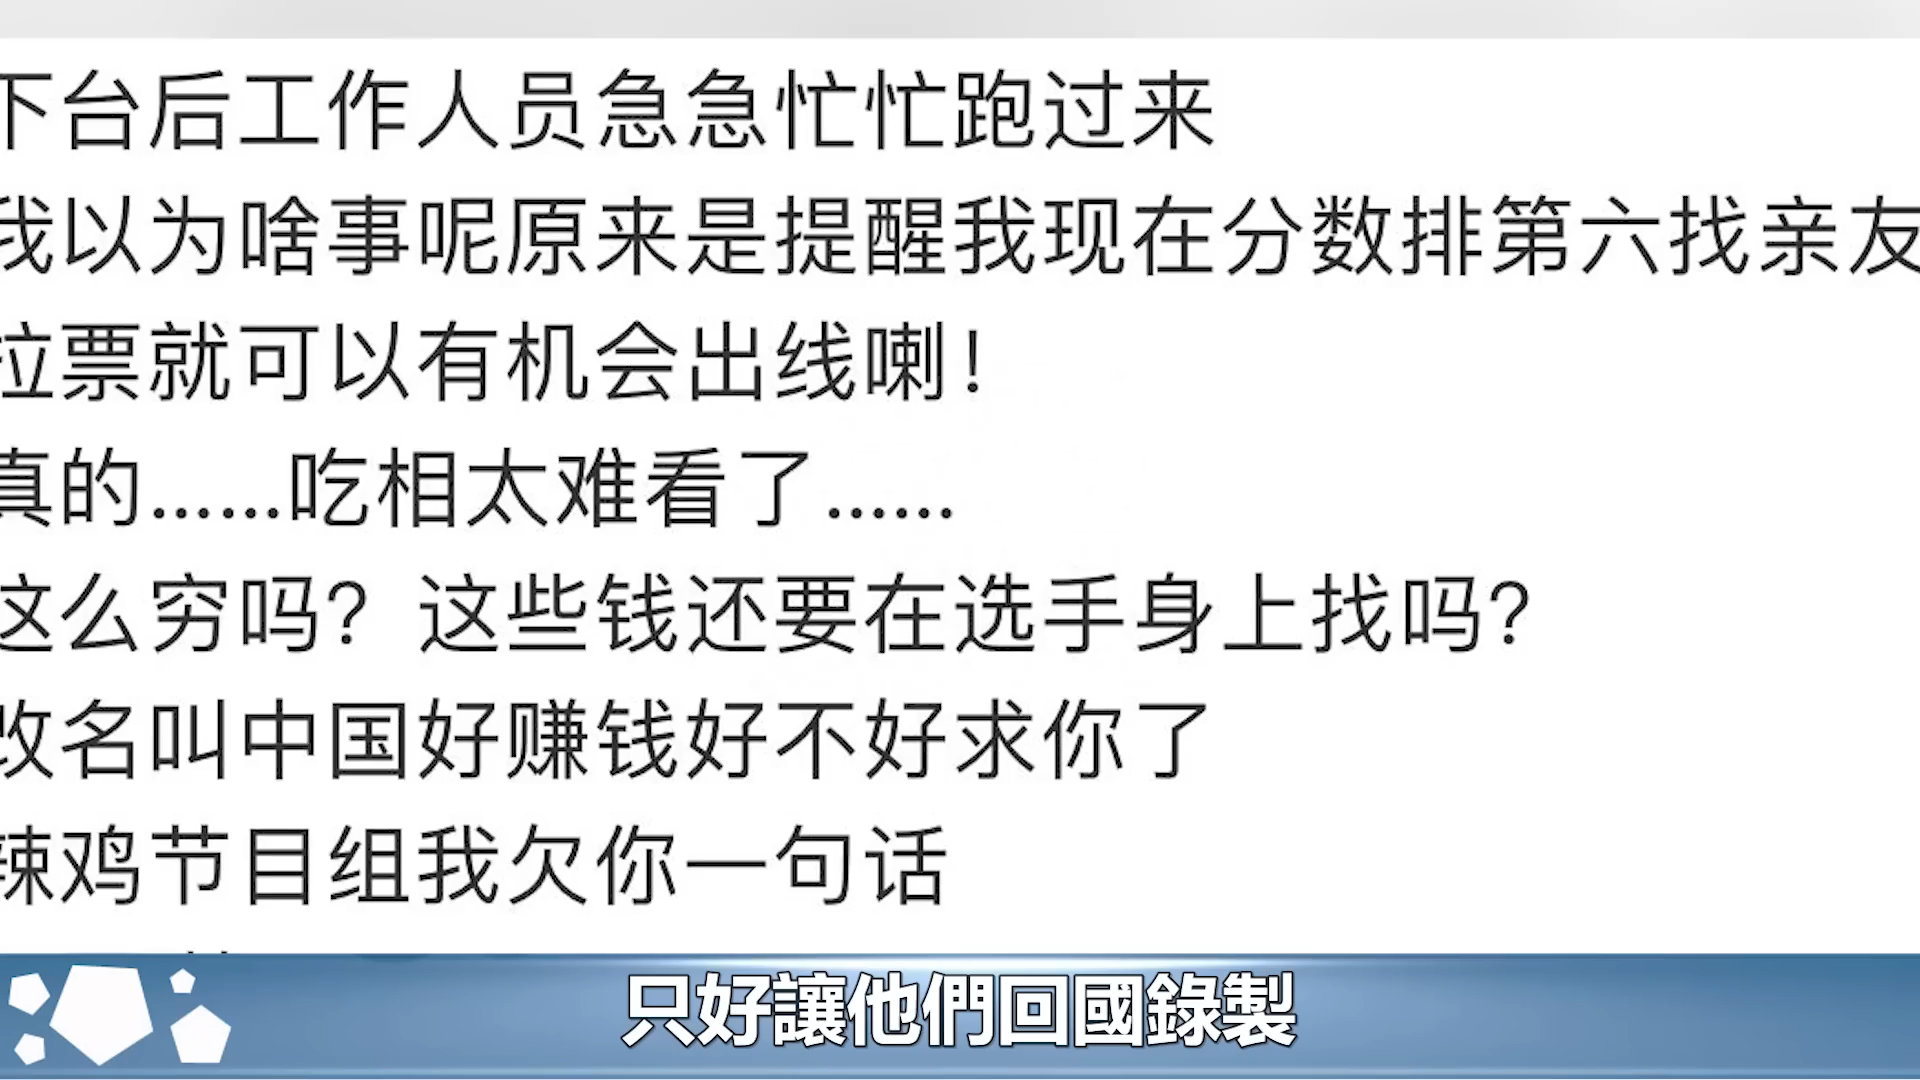 下台后工作人员急急忙忙跑过来
我以为啥事呢原来是提醒我现在分数排第六找亲友
拉票就可以有机会出线喇！
真的……吃相太难看了……
这么穷吗？这些钱还要在选手身上找吗？
改名叫中国好赚钱好不好求你了
辣鸡节目组我欠你一句话
只好讓他們回國錄製